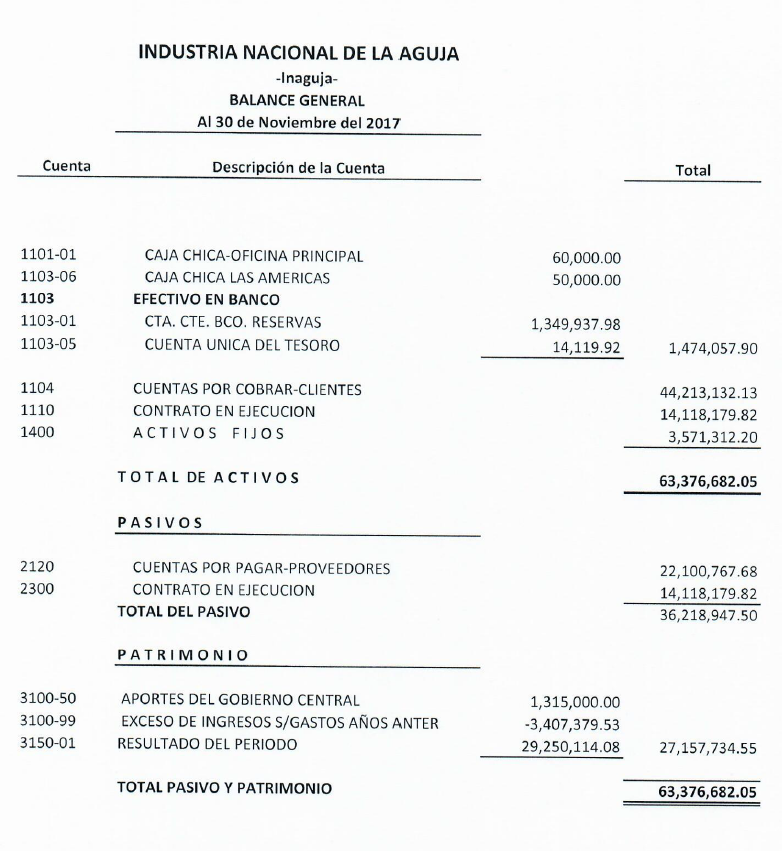 INDUSTRIA NACIONAL DE LA AGUJA
-Inaguja-
BALANCE GENERAL
Al 30 de Noviembre del 2017
Cuenta Descripción de la Cuenta Total
1101-01 CAJA CHICA-OFICINA PRINCIPAL 60,000.00
1103-06 CAJA CHICA LAS AMERICAS 50,000.00
1103 EFECTIVO EN BANCO
1103-01 CTA. CTE. BCO. RESERVAS 1,349,937.98
1103-05 CUENTA UNICA DEL TESORO 14,119.92 1,474,057.90
1104 CUENTAS POR COBRAR-CLIENTES 44,213,132.13
1110 CONTRATO EN EJECUCION 14,118,179.82
1400 ACTIVOS FIJOS 3,571,312.20
TOTAL DE ACTIVOS 63,376,682.05
PASIVOS
2120 CUENTAS POR PAGAR-PROVEEDORES 22,100,767.68
2300 CONTRATO EN EJECUCION 14,118,179.82
TOTAL DEL PASIVO 36,218,947.50
PATRIMONIO
3100-50 APORTES DEL GOBIERNO CENTRAL 1,315,000.00
3100-99 EXCESO DE INGRESOS S/GASTOS AÑOS ANTER -3,407,379.53
3150-01 RESULTADO DEL PERIODO 29,250,114.08 27,157,734.55
TOTAL PASIVO Y PATRIMONIO 63,376,682.05